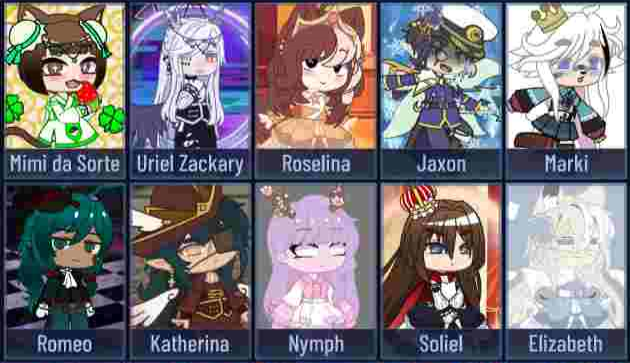 Mimi da Sorte
Uriel Zackary
Roselina
Jaxon
Marki
Romeo
Katherina
Nymph
Soliel
Elizabeth